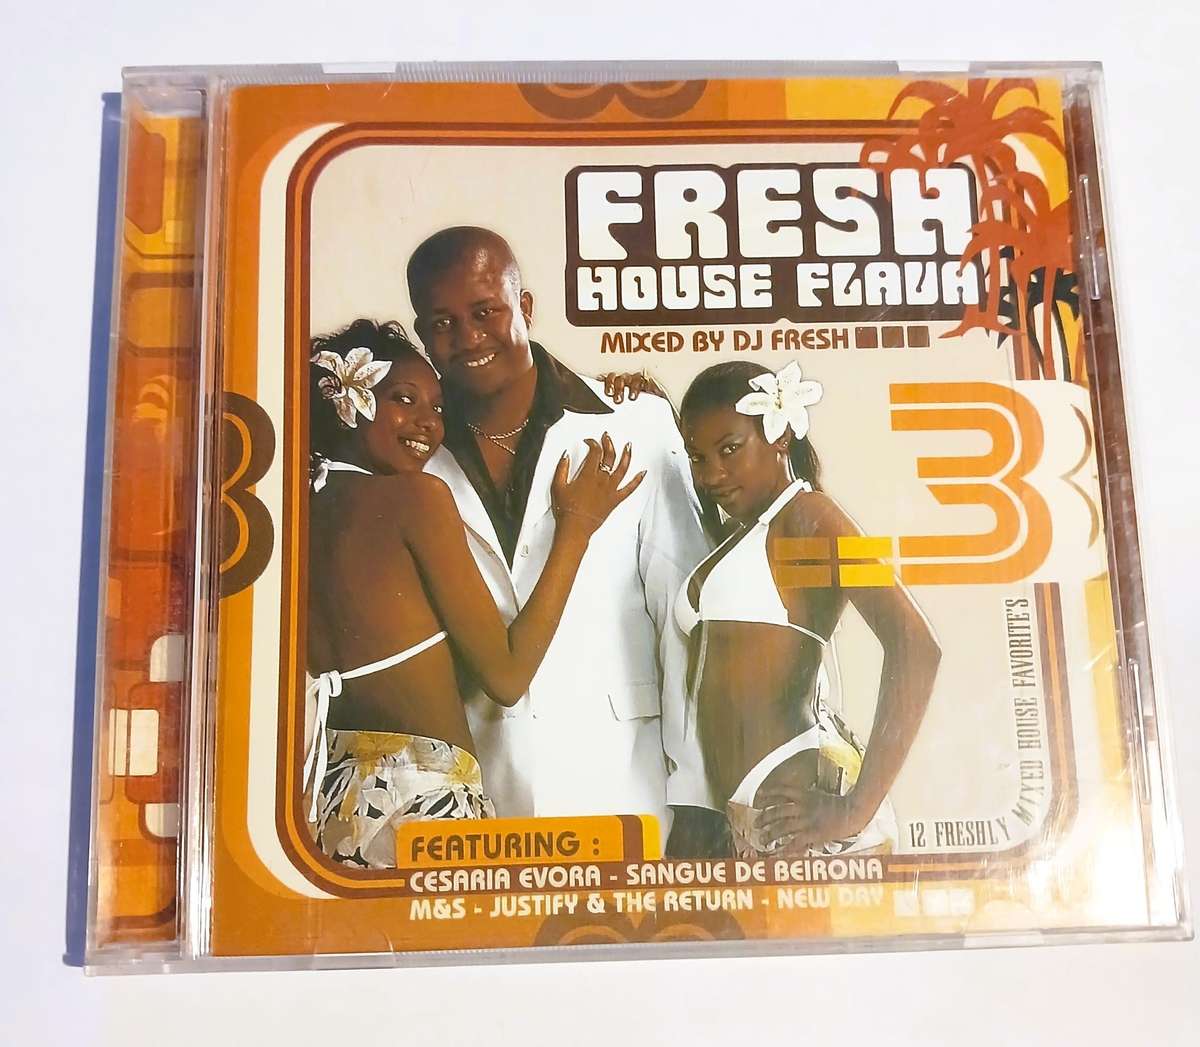 FRESH
HOUSE FLAVA
MIXED BY DJ FRESH
3
12 FRESHLY MIXED HOUSE FAVORITE'S
FEATURING :
CESARIA EVORA - SANGUE DE BEIRONA
M&S - JUSTIFY & THE RETURN - NEW DAY